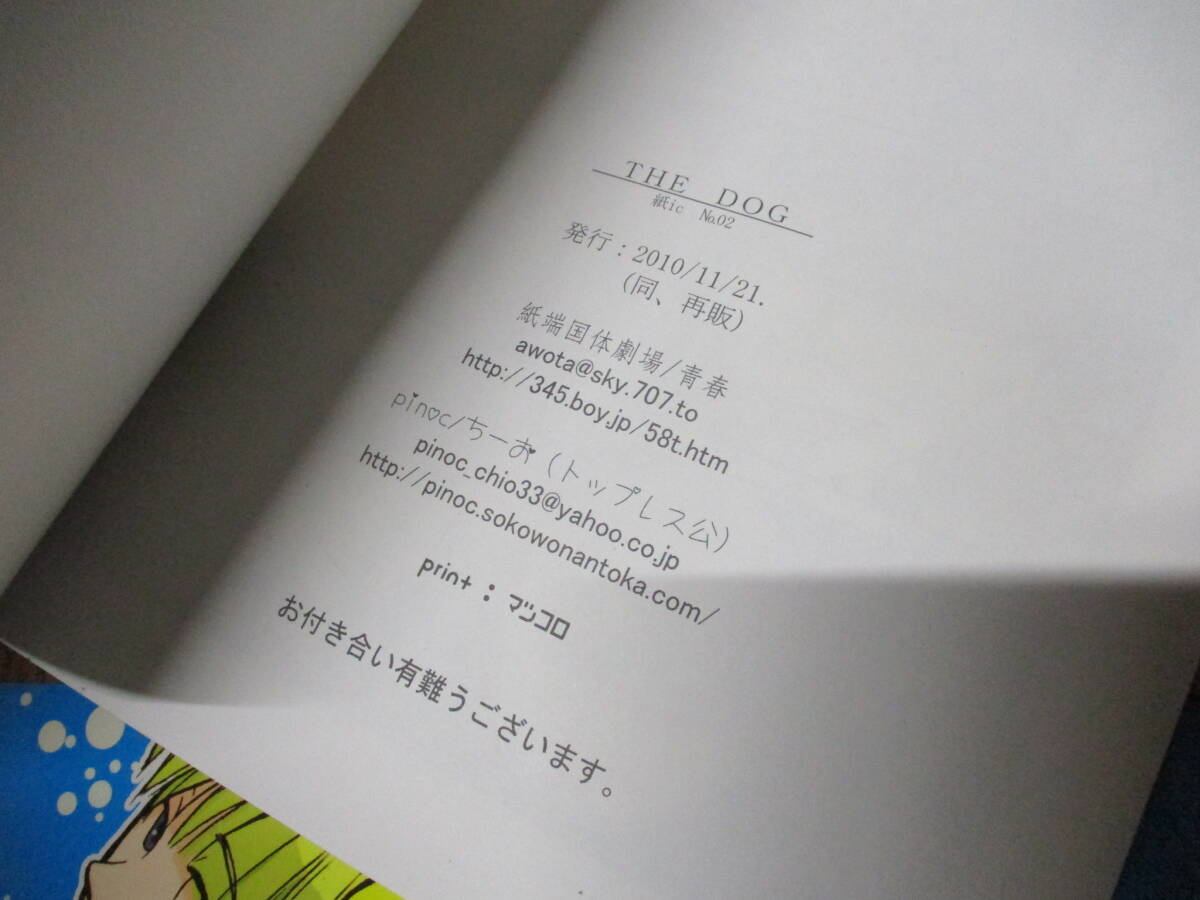 THE DOG
紙ic №02
発行：2010/11/21.
（同、再販）
紙端国体劇場/青春
awota@sky.707.to
http://345.boy.jp/58t.htm
pin♡c/ちーお（トップレス公）
pinoc_chio33@yahoo.co.jp
http://pinoc.sokowonantoka.com/
print：マツコロ
お付き合い有難うございます。